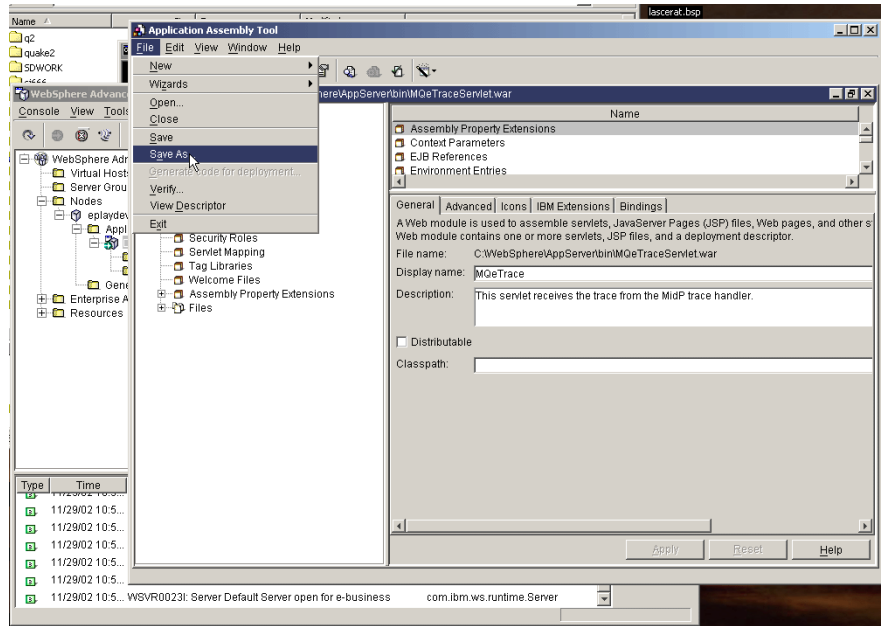 lascerat.bsp
Name
q2
quake2
SDWORK
Application Assembly Tool
File Edit View Window Help
New
Wizards
Open...
Close
Save
Save As
Generate code for deployment...
Verify...
View Descriptor
Exit
WebSphere Advanc
Console View Tools
WebSphere Adr
Virtual Host
Server Grou
Nodes
eplaydev
Appl
Gene
Enterprise A
Resources
here\AppServer\bin\MQeTraceServlet.war
Security Roles
Servlet Mapping
Tag Libraries
Welcome Files
Assembly Property Extensions
Files
Name
Assembly Property Extensions
Context Parameters
EJB References
Environment Entries
General Advanced Icons IBM Extensions Bindings
A Web module is used to assemble servlets, JavaServer Pages (JSP) files, Web pages, and other s
Web module contains one or more servlets, JSP files, and a deployment descriptor.
File name: C:\WebSphere\AppServer\bin\MQeTraceServlet.war
Display name: MQeTrace
Description: This servlet receives the trace from the MidP trace handler.
Distributable
Classpath:
Apply Reset Help
Type Time
11/29/02 10:5...
11/29/02 10:5...
11/29/02 10:5...
11/29/02 10:5...
11/29/02 10:5...
11/29/02 10:5...
11/29/02 10:5... WSVR0023I: Server Default Server open for e-business com.ibm.ws.runtime.Server